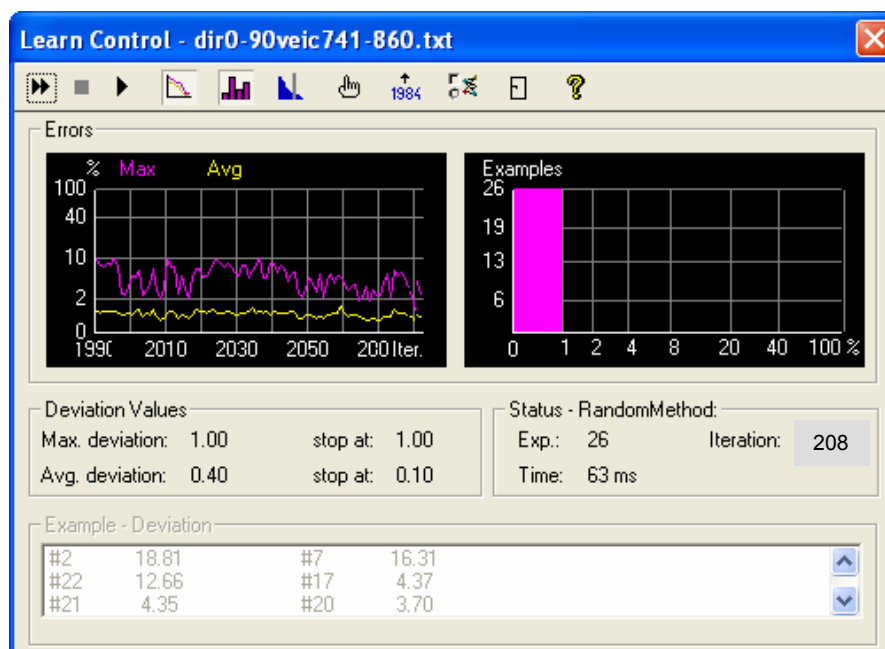 Learn Control - dir0-90veic741-860.txt
1984
Errors
% Max Avg
100
40
10
2
0
1990 2010 2030 2050 200 Iter.
Examples
26
19
13
6
0 1 2 4 8 20 40 100 %
Deviation Values
Max. deviation: 1.00 stop at: 1.00
Avg. deviation: 0.40 stop at: 0.10
Status - RandomMethod:
Exp.: 26 Iteration: 208
Time: 63 ms
Example - Deviation
#2 18.81 #7 16.31
#22 12.66 #17 4.37
#21 4.35 #20 3.70